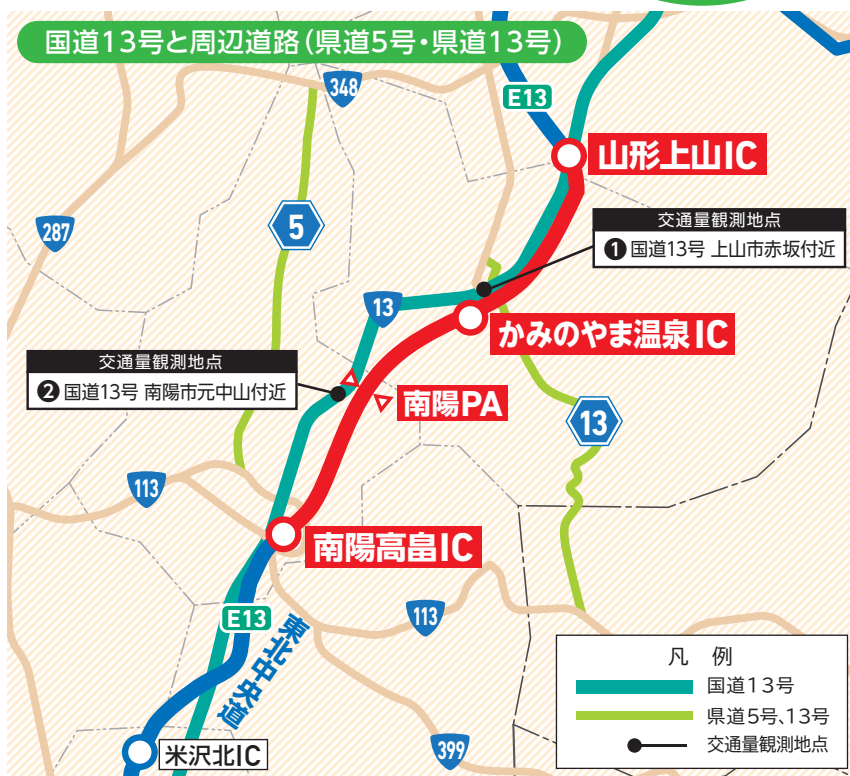 国道13号と周辺道路(県道5号・県道13号)
348
E13
山形上山IC
287
5
交通量観測地点
❶国道13号 上山市赤坂付近
13
かみのやま温泉IC
交通量観測地点
❷国道13号 南陽市元中山付近
南陽PA
13
113
南陽高畠IC
E13
113
東北中央道
米沢北IC
399
凡 例
国道13号
県道5号、13号
交通量観測地点